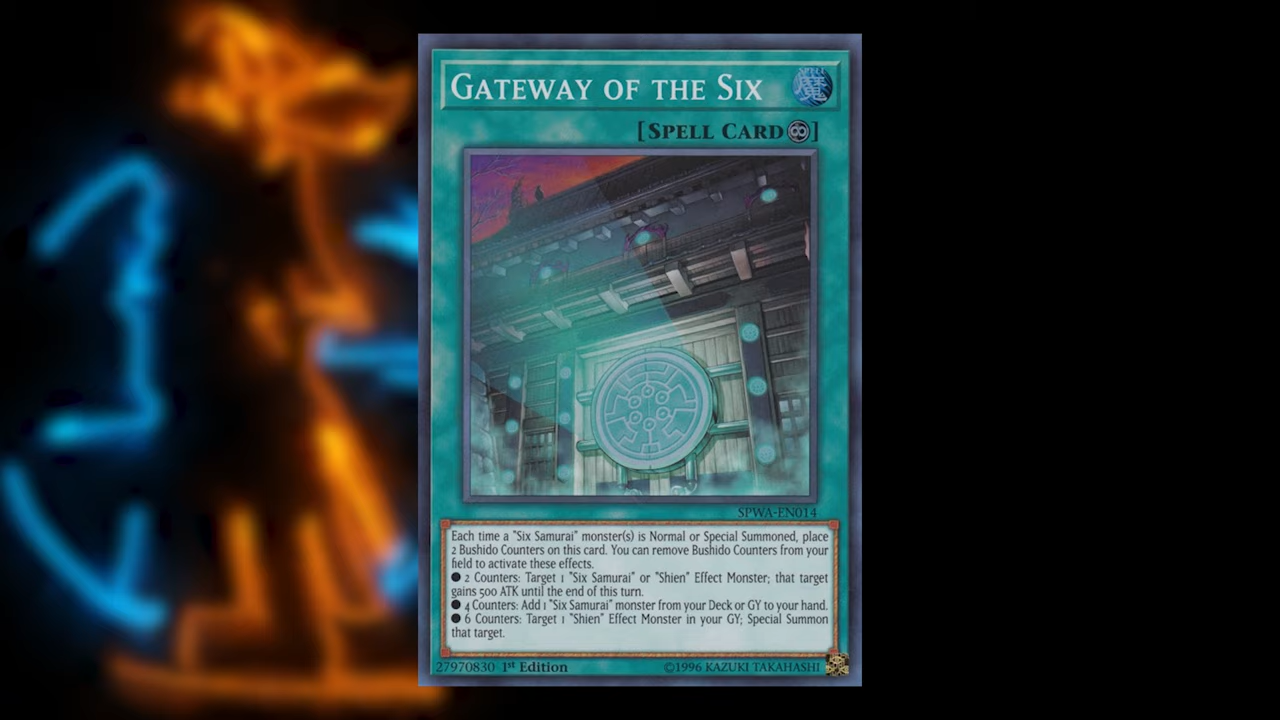 GATEWAY OF THE SIX
SPELL
魔
[SPELL CARD]
SPWA-EN014
Each time a "Six Samurai" monster(s) is Normal or Special Summoned, place
2 Bushido Counters on this card. You can remove Bushido Counters from your
field to activate these effects.
● 2 Counters: Target 1 "Six Samurai" or "Shien" Effect Monster; that target
gains 500 ATK until the end of this turn.
● 4 Counters: Add 1 "Six Samurai" monster from your Deck or GY to your hand.
● 6 Counters: Target 1 "Shien" Effect Monster in your GY; Special Summon
that target.
27970830 1st Edition ©1996 KAZUKI TAKAHASHI